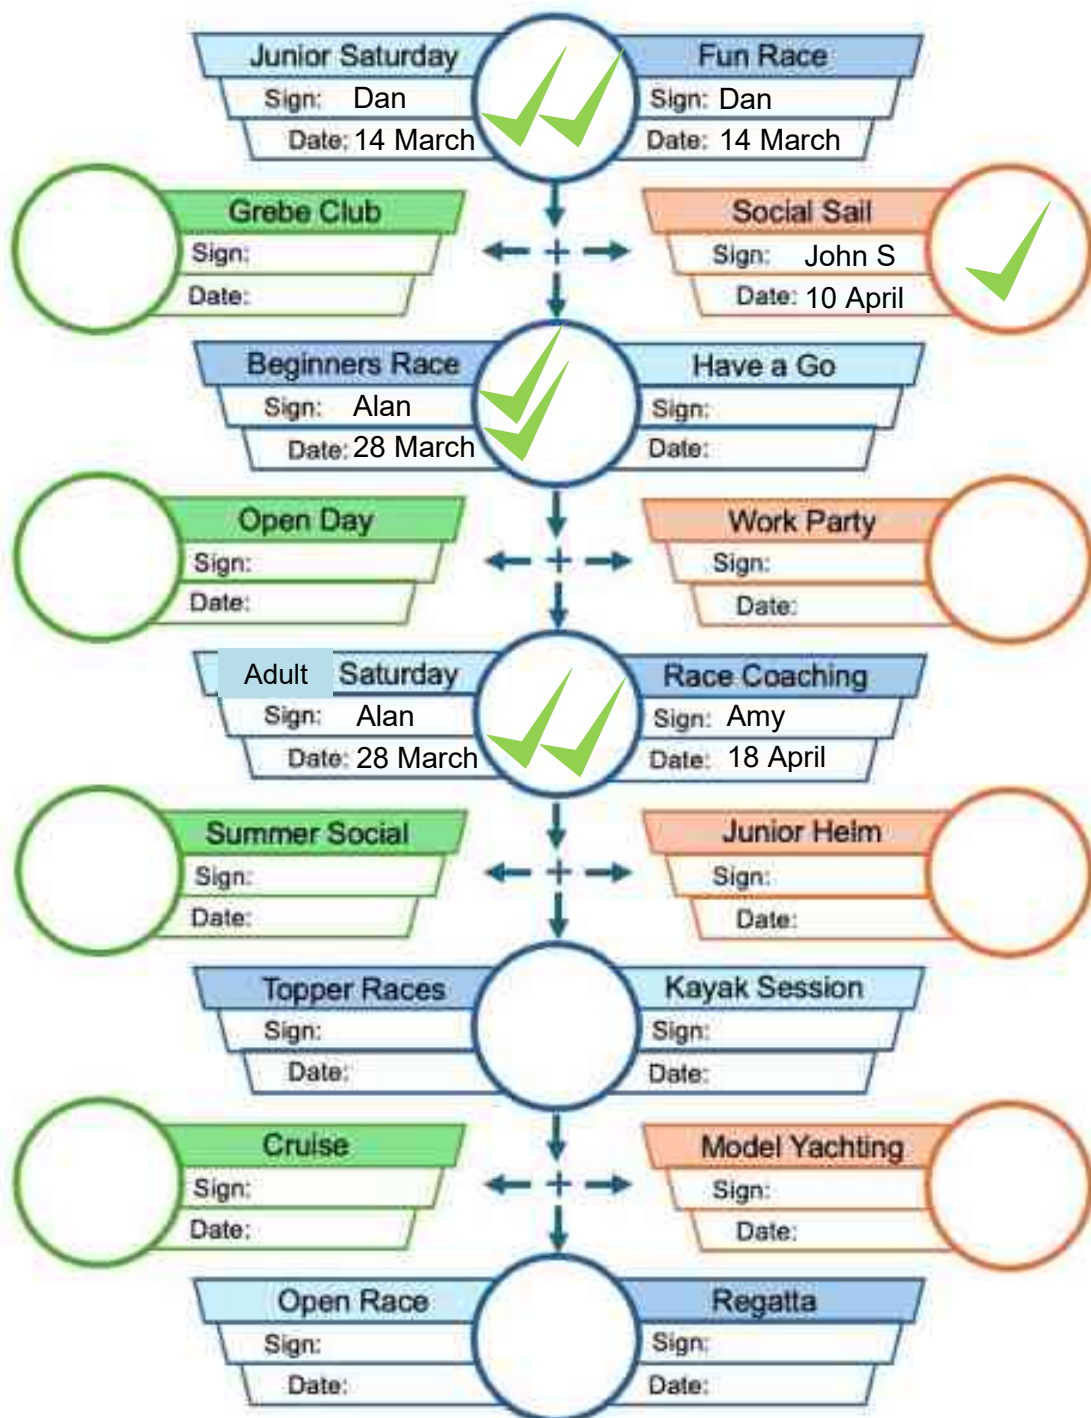 Junior Saturday
Sign: Dan
Date: 14 March
Fun Race
Sign: Dan
Date: 14 March
Grebe Club
Sign:
Date:
Social Sail
Sign: John S
Date: 10 April
+
Beginners Race
Sign: Alan
Date: 28 March
Have a Go
Sign:
Date:
Open Day
Sign:
Date:
Work Party
Sign:
Date:
+
Adult Saturday
Sign: Alan
Date: 28 March
Race Coaching
Sign: Amy
Date: 18 April
Summer Social
Sign:
Date:
Junior Helm
Sign:
Date:
+
Topper Races
Sign:
Date:
Kayak Session
Sign:
Date:
Cruise
Sign:
Date:
Model Yachting
Sign:
Date:
+
Open Race
Sign:
Date:
Regatta
Sign:
Date: